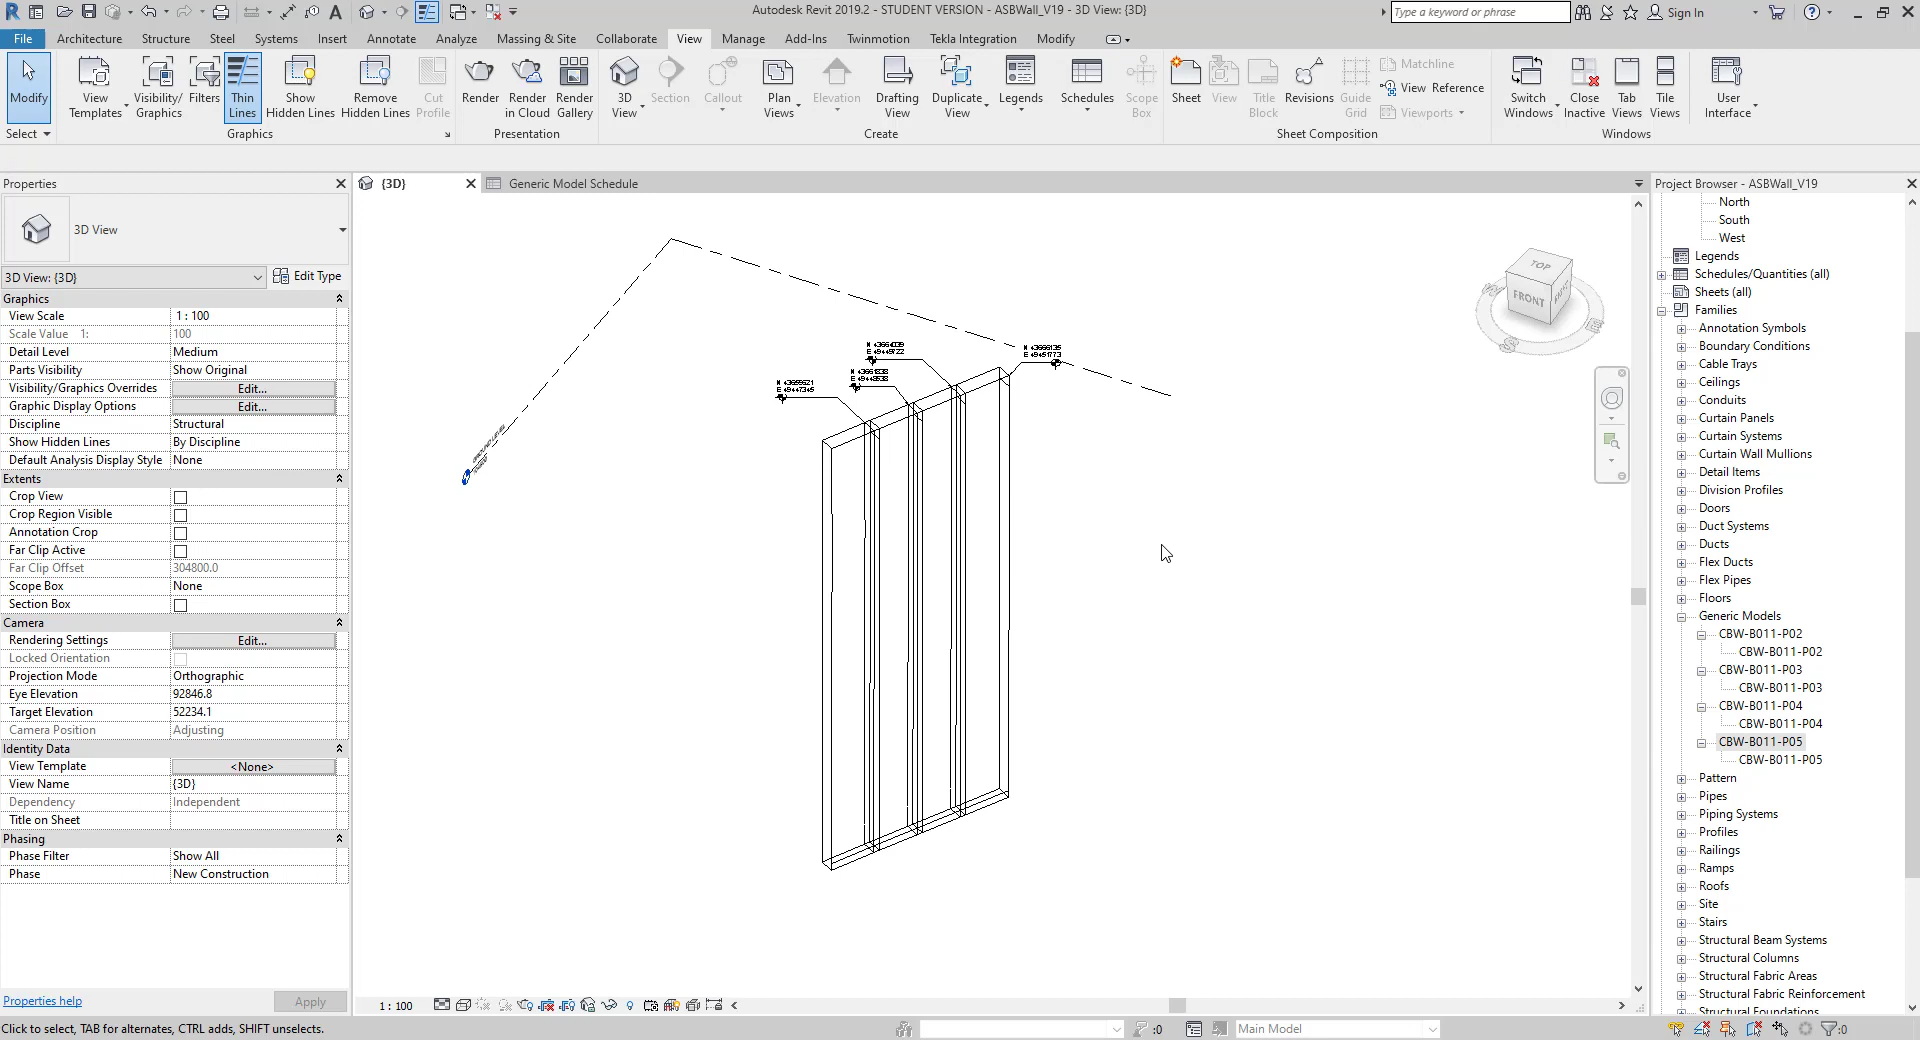 Autodesk Revit 2019.2 - STUDENT VERSION - ASBWall_V19 - 3D View: {3D}
Type a keyword or phrase
Sign In
File Architecture Structure Steel Systems Insert Annotate Analyze Massing & Site Collaborate View Manage Add-Ins Twinmotion Tekla Integration Modify
Modify
View Templates
Visibility/ Graphics
Filters
Thin Lines
Show Hidden Lines
Remove Hidden Lines
Cut Profile
Render
Render in Cloud
Render Gallery
3D View
Section
Callout
Plan Views
Elevation
Drafting View
Duplicate View
Legends
Schedules
Scope Box
Sheet
View
Title Block
Revisions
Guide Grid
Matchline
View Reference
Viewports
Switch Windows
Close Inactive
Tab Views
Tile Views
User Interface
Select
Graphics
Presentation
Create
Sheet Composition
Windows
Properties
3D View
3D View: {3D}
Edit Type
Graphics
View Scale 1 : 100
Scale Value 1: 100
Detail Level Medium
Parts Visibility Show Original
Visibility/Graphics Overrides Edit...
Graphic Display Options Edit...
Discipline Structural
Show Hidden Lines By Discipline
Default Analysis Display Style None
Extents
Crop View
Crop Region Visible
Annotation Crop
Far Clip Active
Far Clip Offset 304800.0
Scope Box None
Section Box
Camera
Rendering Settings Edit...
Locked Orientation
Projection Mode Orthographic
Eye Elevation 92846.8
Target Elevation 52234.1
Camera Position Adjusting
Identity Data
View Template <None>
View Name {3D}
Dependency Independent
Title on Sheet
Phasing
Phase Filter Show All
Phase New Construction
Properties help
Apply
{3D}
Generic Model Schedule
TOP
FRONT
E
1 : 100
Project Browser - ASBWall_V19
North
South
West
Legends
Schedules/Quantities (all)
Sheets (all)
Families
Annotation Symbols
Boundary Conditions
Cable Trays
Ceilings
Conduits
Curtain Panels
Curtain Systems
Curtain Wall Mullions
Detail Items
Division Profiles
Doors
Duct Systems
Ducts
Flex Ducts
Flex Pipes
Floors
Generic Models
CBW-B011-P02
CBW-B011-P02
CBW-B011-P03
CBW-B011-P03
CBW-B011-P04
CBW-B011-P04
CBW-B011-P05
CBW-B011-P05
Pattern
Pipes
Piping Systems
Profiles
Railings
Ramps
Roofs
Site
Stairs
Structural Beam Systems
Structural Columns
Structural Fabric Areas
Structural Fabric Reinforcement
Structural Foundations
Click to select, TAB for alternates, CTRL adds, SHIFT unselects.
:0
Main Model
:0